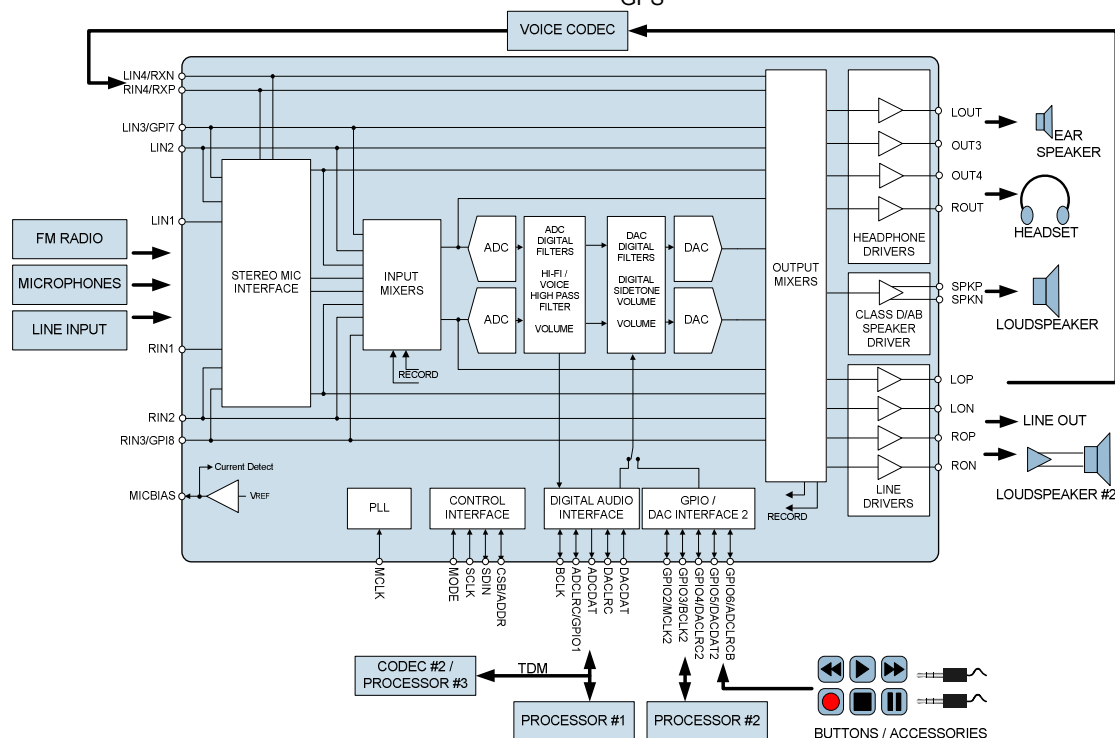 GPS
VOICE CODEC
LIN4/RXN
RIN4/RXP
LIN3/GPI7
LIN2
LIN1
RIN1
RIN2
RIN3/GPI8
MICBIAS
FM RADIO
MICROPHONES
LINE INPUT
STEREO MIC
INTERFACE
INPUT
MIXERS
RECORD
ADC
ADC
ADC
DIGITAL
FILTERS
HI-FI /
VOICE
HIGH PASS
FILTER
VOLUME
DAC
DIGITAL
FILTERS
DIGITAL
SIDETONE
VOLUME
VOLUME
DAC
DAC
OUTPUT
MIXERS
RECORD
HEADPHONE
DRIVERS
CLASS D/AB
SPEAKER
DRIVER
LINE
DRIVERS
LOUT
OUT3
OUT4
ROUT
SPKP
SPKN
LOP
LON
ROP
RON
EAR
SPEAKER
HEADSET
LOUDSPEAKER
LINE OUT
LOUDSPEAKER #2
Current Detect
VREF
PLL
CONTROL
INTERFACE
DIGITAL AUDIO
INTERFACE
GPIO /
DAC INTERFACE 2
MCLK
MODE
SCLK
SDIN
CSB/ADDR
BCLK
ADCLRC/GPIO1
ADCDAT
DACLRC
DACDAT
GPIO2/MCLK2
GPIO3/BCLK2
GPIO4/DACLRC2
GPIO5/DACDAT2
GPIO6/ADCLRCB
CODEC #2 /
PROCESSOR #3
TDM
PROCESSOR #1
PROCESSOR #2
BUTTONS / ACCESSORIES